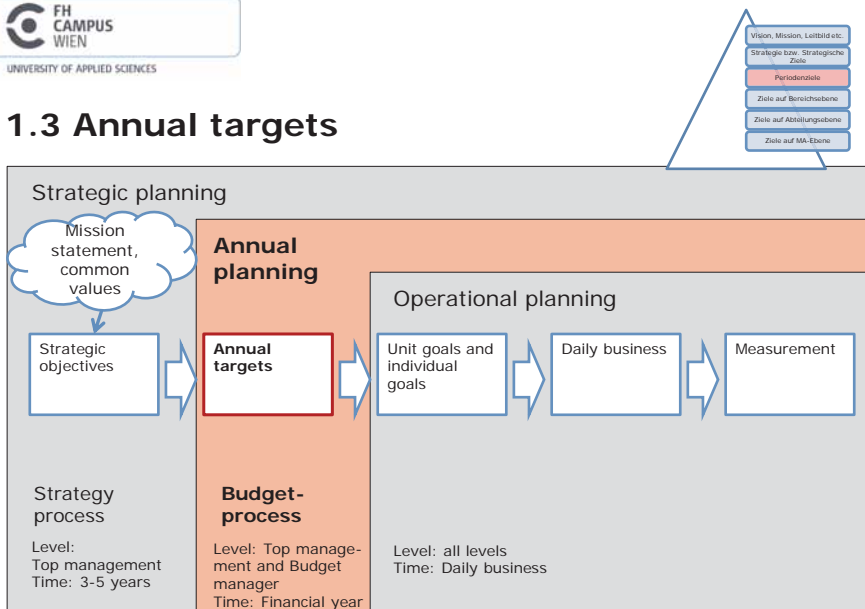 FH
CAMPUS
WIEN
UNIVERSITY OF APPLIED SCIENCES
Vision, Mission, Leitbild etc.
Strategie bzw. Strategische
Ziele
Periodenziele
Ziele auf Bereichsebene
Ziele auf Abteilungsebene
Ziele auf MA-Ebene
1.3 Annual targets
Strategic planning
Mission
statement,
common
values
Annual
planning
Operational planning
Strategic
objectives
Annual
targets
Unit goals and
individual
goals
Daily business
Measurement
Strategy
process
Level:
Top management
Time: 3-5 years
Budget-
process
Level: Top manage-
ment and Budget
manager
Time: Financial year
Level: all levels
Time: Daily business